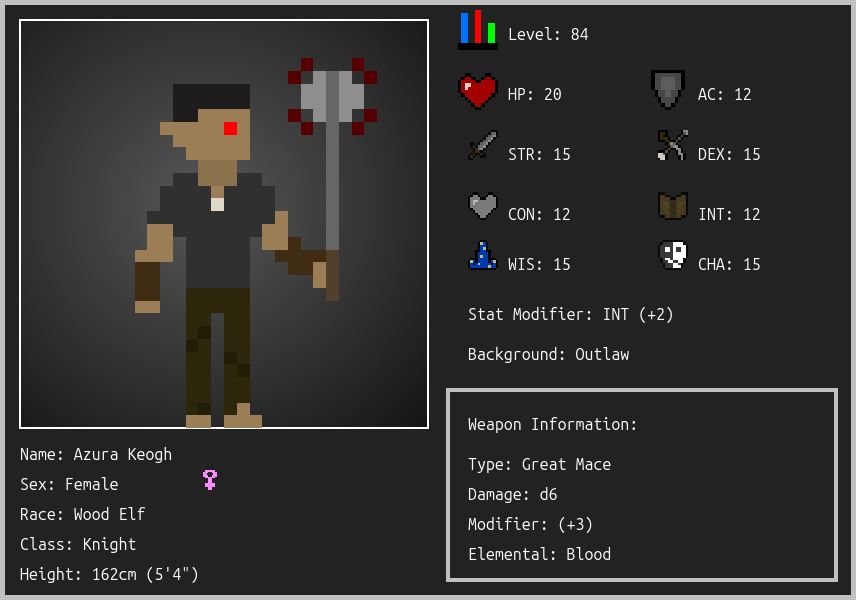 Level: 84
HP: 20
AC: 12
STR: 15
DEX: 15
CON: 12
INT: 12
WIS: 15
CHA: 15
Stat Modifier: INT (+2)
Background: Outlaw
Weapon Information:
Type: Great Mace
Damage: d6
Modifier: (+3)
Elemental: Blood
Name: Azura Keogh
Sex: Female
Race: Wood Elf
Class: Knight
Height: 162cm (5'4")